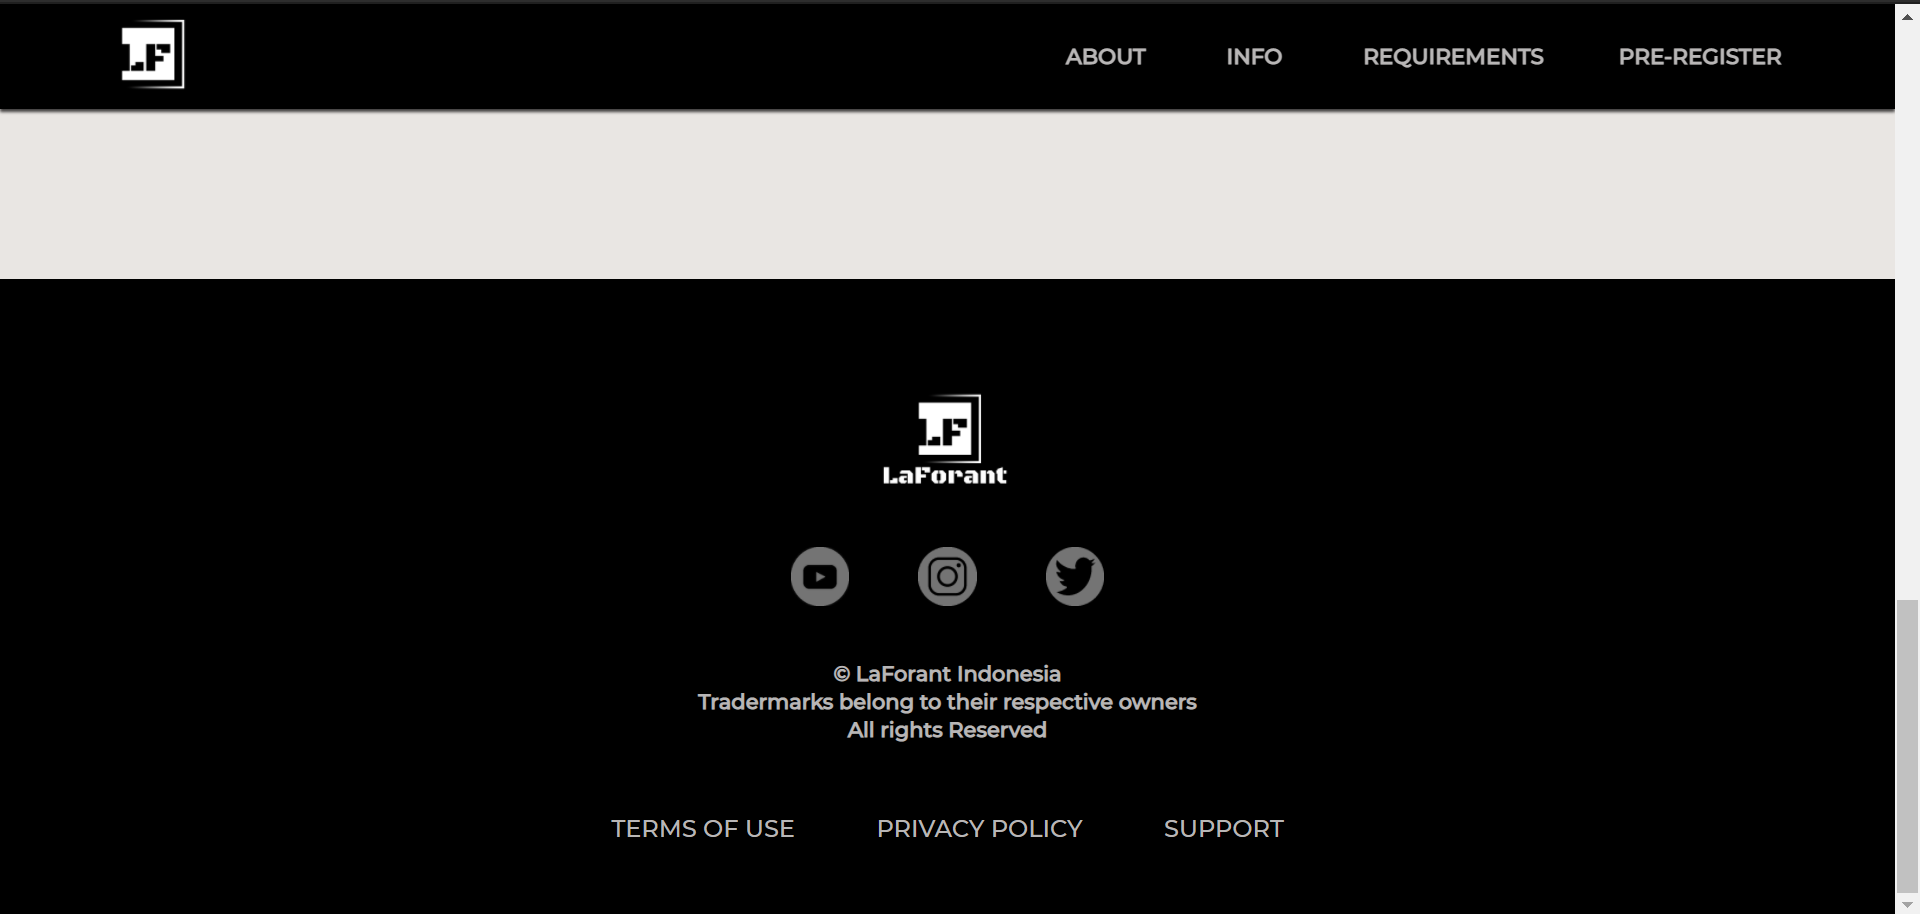 LF
ABOUT INFO REQUIREMENTS PRE-REGISTER
LF
LaForant
© LaForant Indonesia
Tradermarks belong to their respective owners
All rights Reserved
TERMS OF USE PRIVACY POLICY SUPPORT